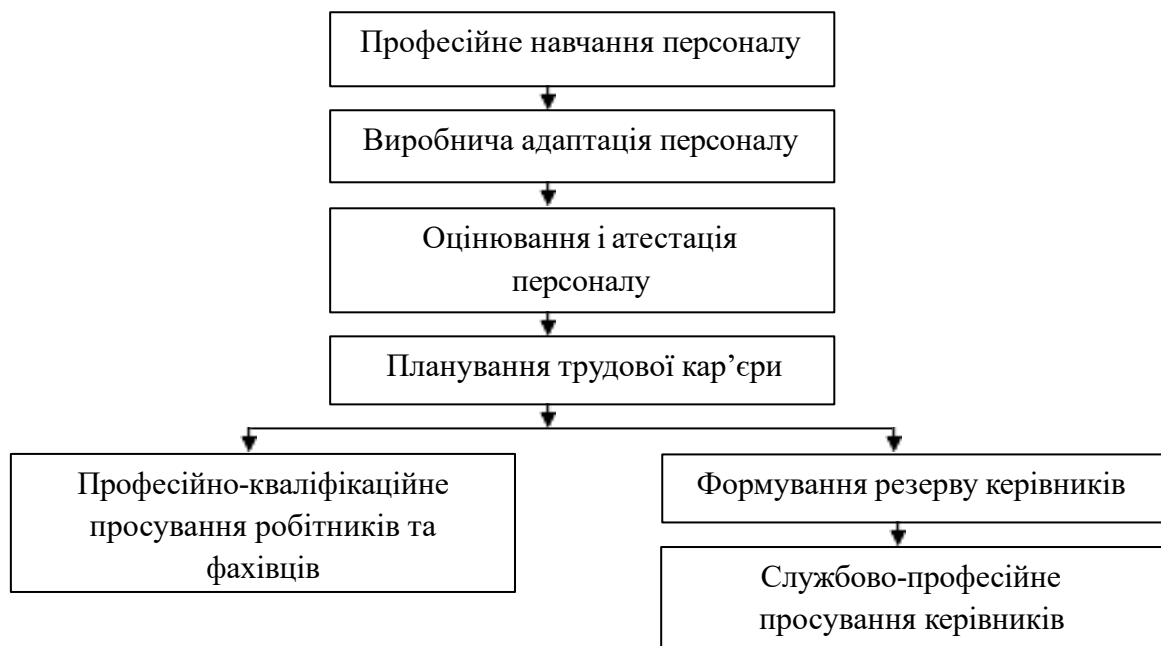 Професійне навчання персоналу
Виробнича адаптація персоналу
Оцінювання і атестація
персоналу
Планування трудової кар’єри
Професійно-кваліфікаційне
просування робітників та
фахівців
Формування резерву керівників
Службово-професійне
просування керівників